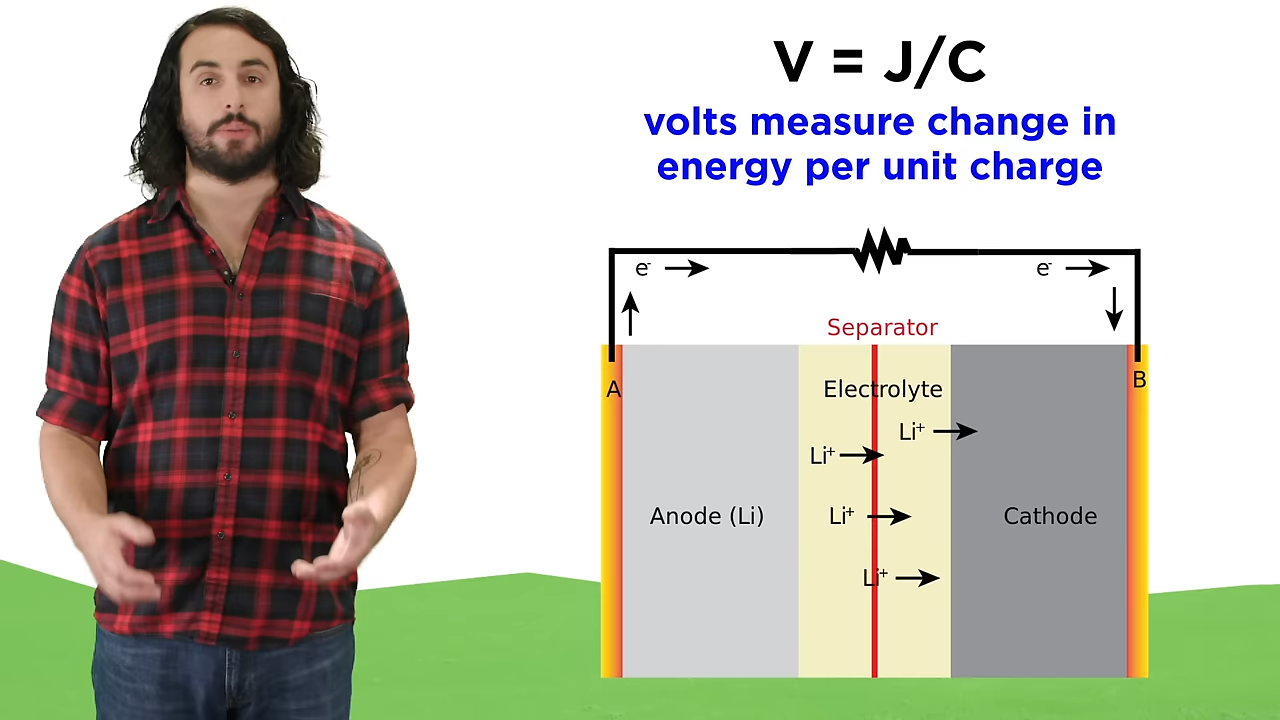 V = J/C
volts measure change in
energy per unit charge
e⁻
e⁻
Separator
A
B
Electrolyte
Li⁺
Li⁺
Anode (Li)
Li⁺
Cathode
Li⁺